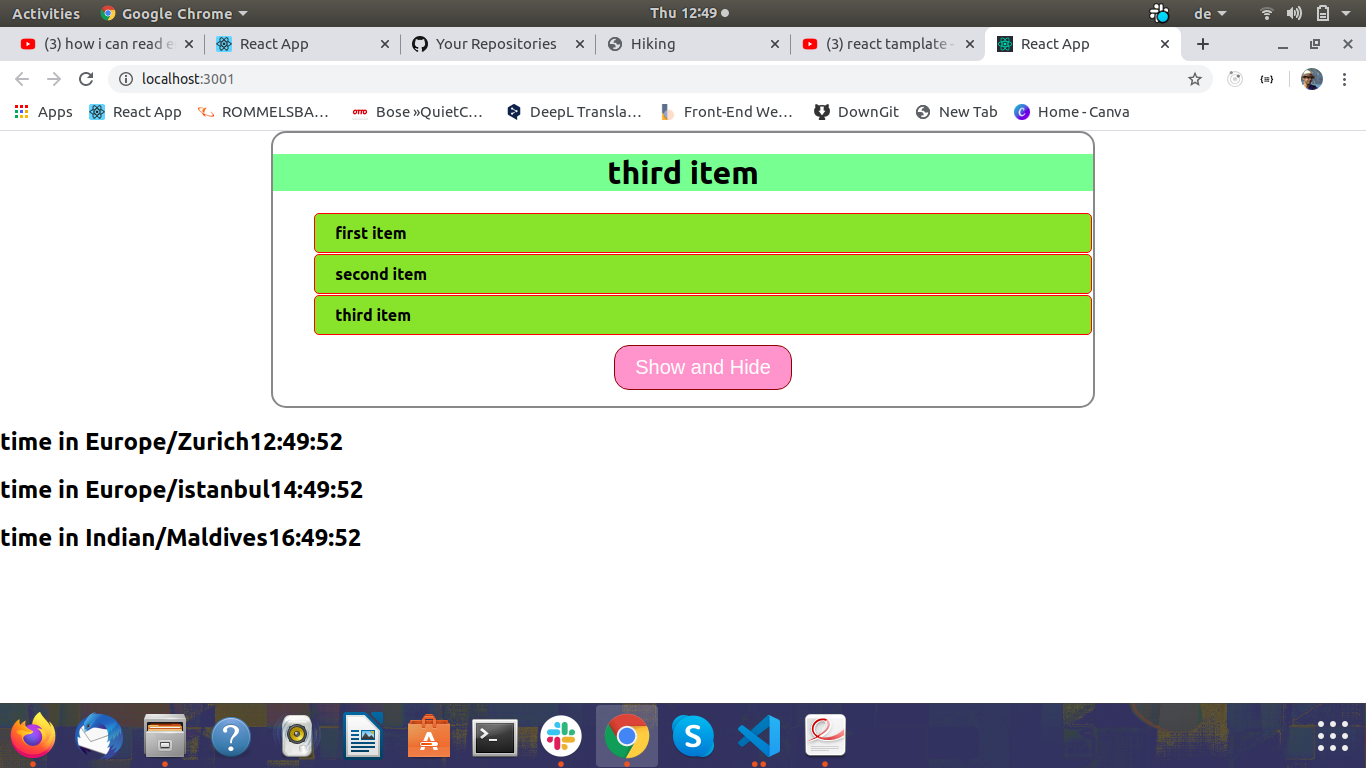 Activities Google Chrome Thu 12:49 de
(3) how i can read e React App Your Repositories Hiking (3) react tamplate - React App
localhost:3001
Apps React App ROMMELSBA... OTTO Bose »QuietC... DeepL Transla... Front-End We... DownGit New Tab Home - Canva
third item
first item
second item
third item
Show and Hide
time in Europe/Zurich12:49:52
time in Europe/istanbul14:49:52
time in Indian/Maldives16:49:52